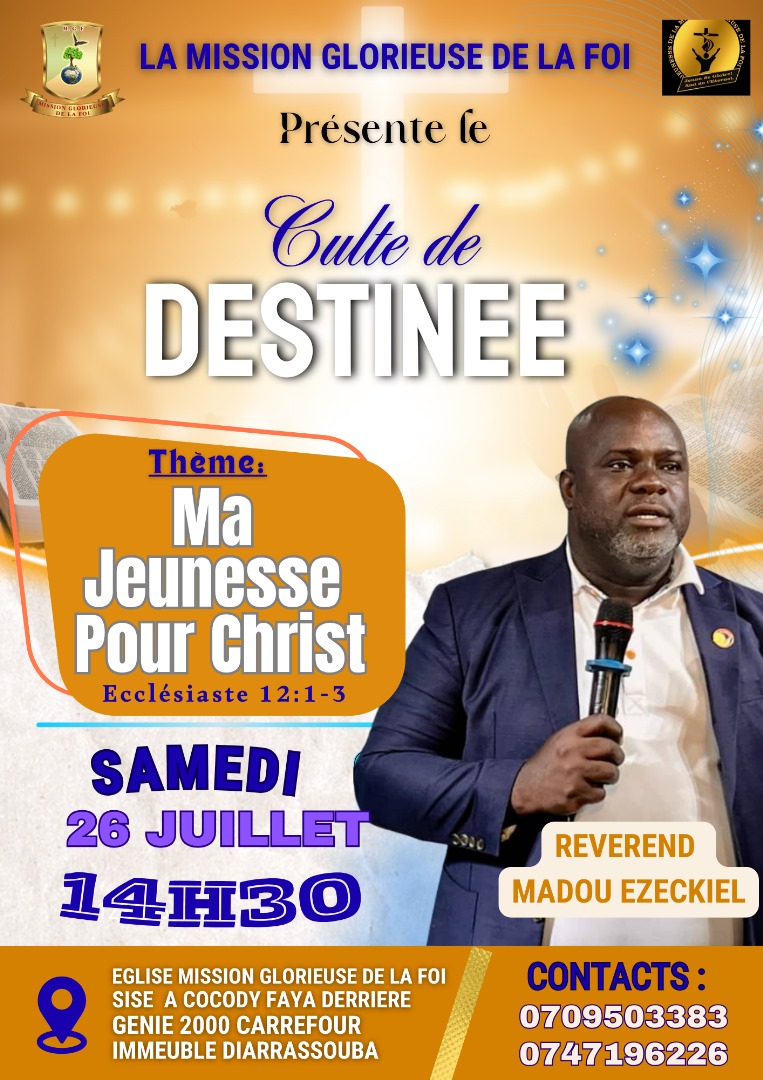 M.G.F
MISSION GLORIEUSE
DE LA FOI
LA MISSION GLORIEUSE DE LA FOI
Présente le
Culte de
DESTINEE
Thème:
Ma
Jeunesse
Pour Christ
Ecclésiaste 12:1-3
SAMEDI
26 JUILLET
14H30
REVEREND
MADOU EZECKIEL
EGLISE MISSION GLORIEUSE DE LA FOI
SISE A COCODY FAYA DERRIERE
GENIE 2000 CARREFOUR
IMMEUBLE DIARRASSOUBA
CONTACTS :
0709503383
0747196226